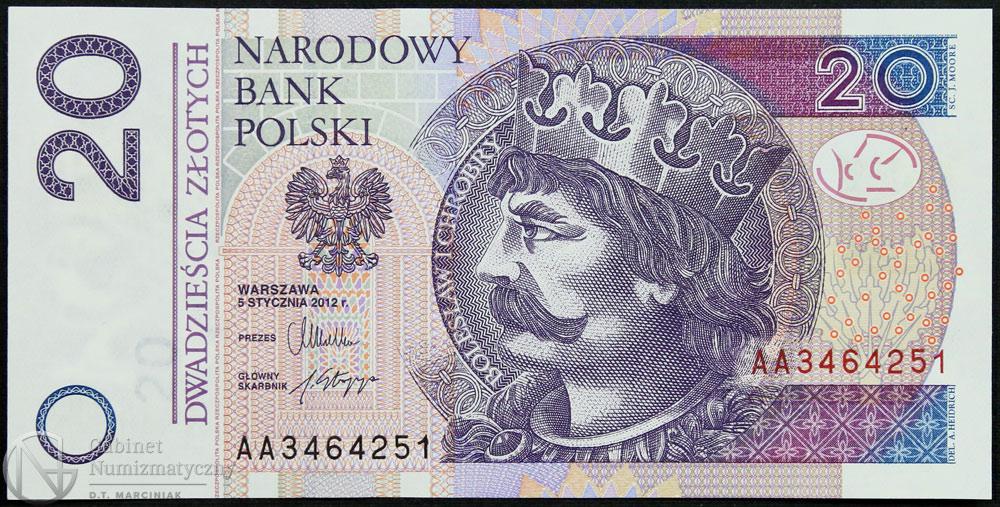 20
DWADZIEŚCIA ZŁOTYCH
NARODOWY
BANK
POLSKI
WARSZAWA
5 STYCZNIA 2012 r.
PREZES
GŁÓWNY
SKARBNIK
AA3464251
BOLESŁAW I CHROBRY
20
SC. J. MOORE
AA3464251
DEL. A. HEIDRICH
20
Gabinet
Numizmatyczny
D.T. MARCINIAK